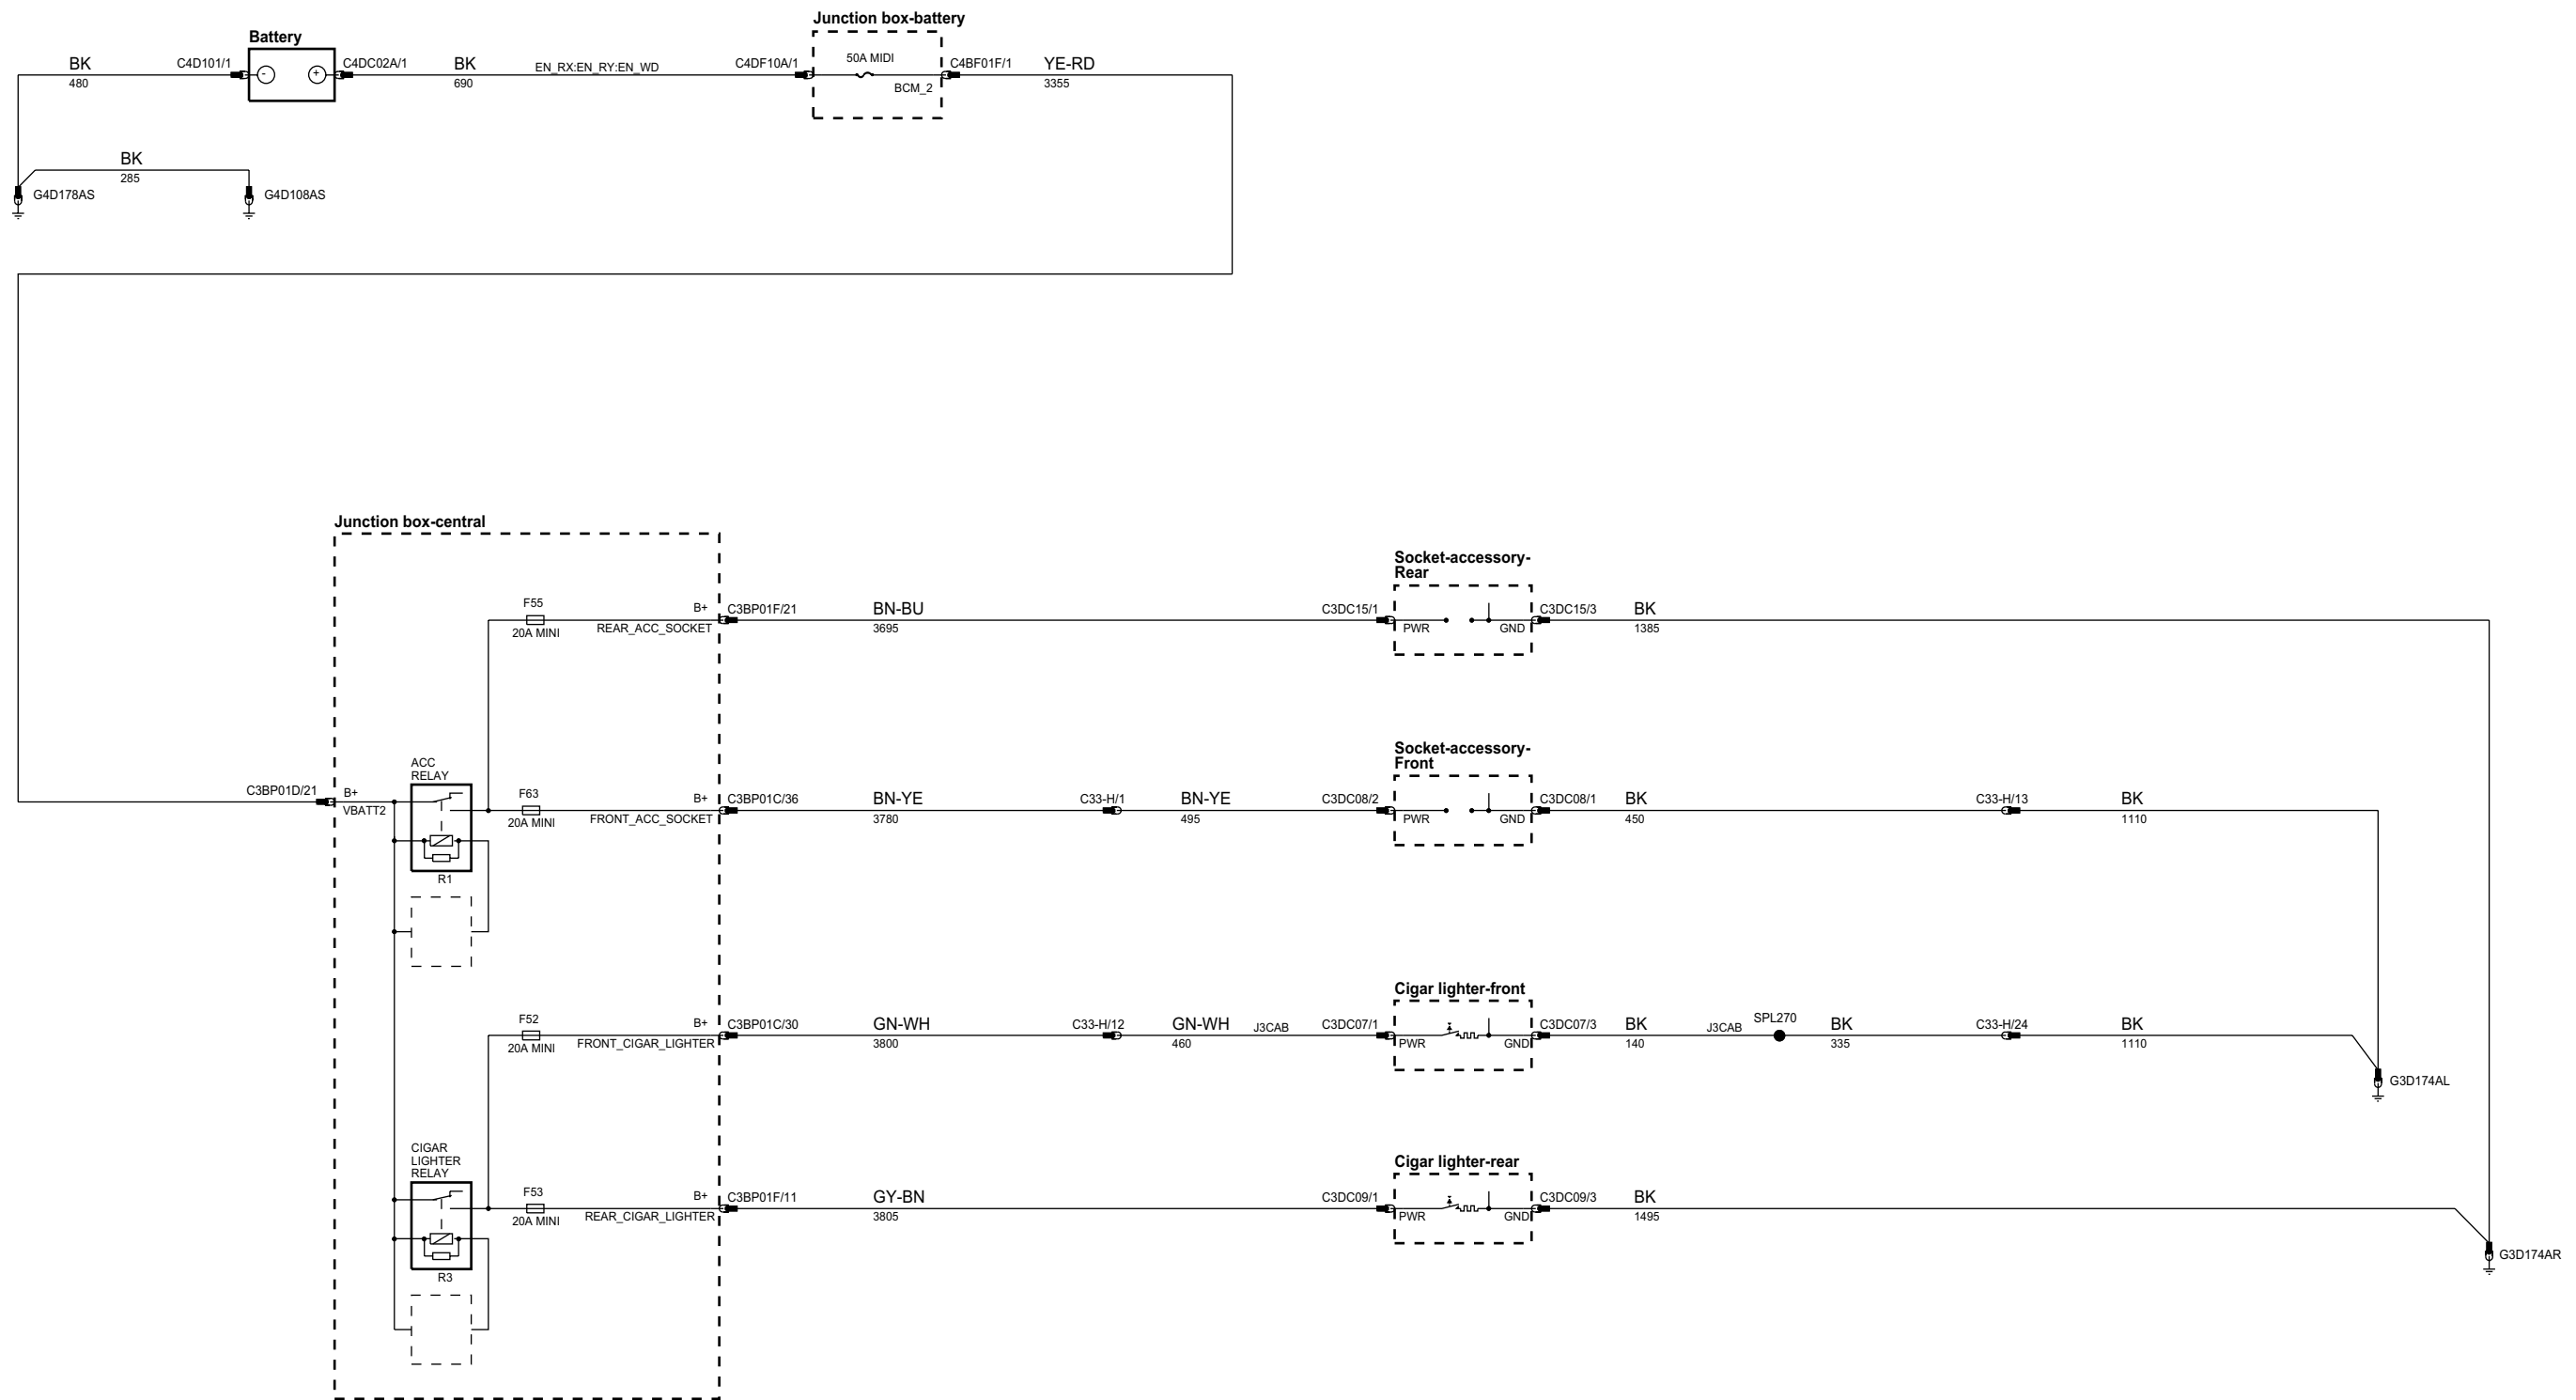 Junction box-battery
Battery
BK
480
C4D101/1
-
+
C4DC02A/1
BK
690
EN_RX:EN_RY:EN_WD
C4DF10A/1
50A MIDI
BCM_2
C4BF01F/1
YE-RD
3355
BK
285
G4D178AS
G4D108AS
Junction box-central
Socket-accessory-
Rear
F55
20A MINI
B+
REAR_ACC_SOCKET
C3BP01F/21
BN-BU
3695
C3DC15/1
PWR
GND
C3DC15/3
BK
1385
Socket-accessory-
Front
C3BP01D/21
B+
VBATT2
ACC
RELAY
R1
F63
20A MINI
B+
FRONT_ACC_SOCKET
C3BP01C/36
BN-YE
3780
C33-H/1
BN-YE
495
C3DC08/2
PWR
GND
C3DC08/1
BK
450
C33-H/13
BK
1110
Cigar lighter-front
F52
20A MINI
B+
FRONT_CIGAR_LIGHTER
C3BP01C/30
GN-WH
3800
C33-H/12
GN-WH
460
J3CAB
C3DC07/1
PWR
GND
C3DC07/3
BK
140
J3CAB
SPL270
BK
335
C33-H/24
BK
1110
G3D174AL
Cigar lighter-rear
CIGAR
LIGHTER
RELAY
R3
F53
20A MINI
B+
REAR_CIGAR_LIGHTER
C3BP01F/11
GY-BN
3805
C3DC09/1
PWR
GND
C3DC09/3
BK
1495
G3D174AR